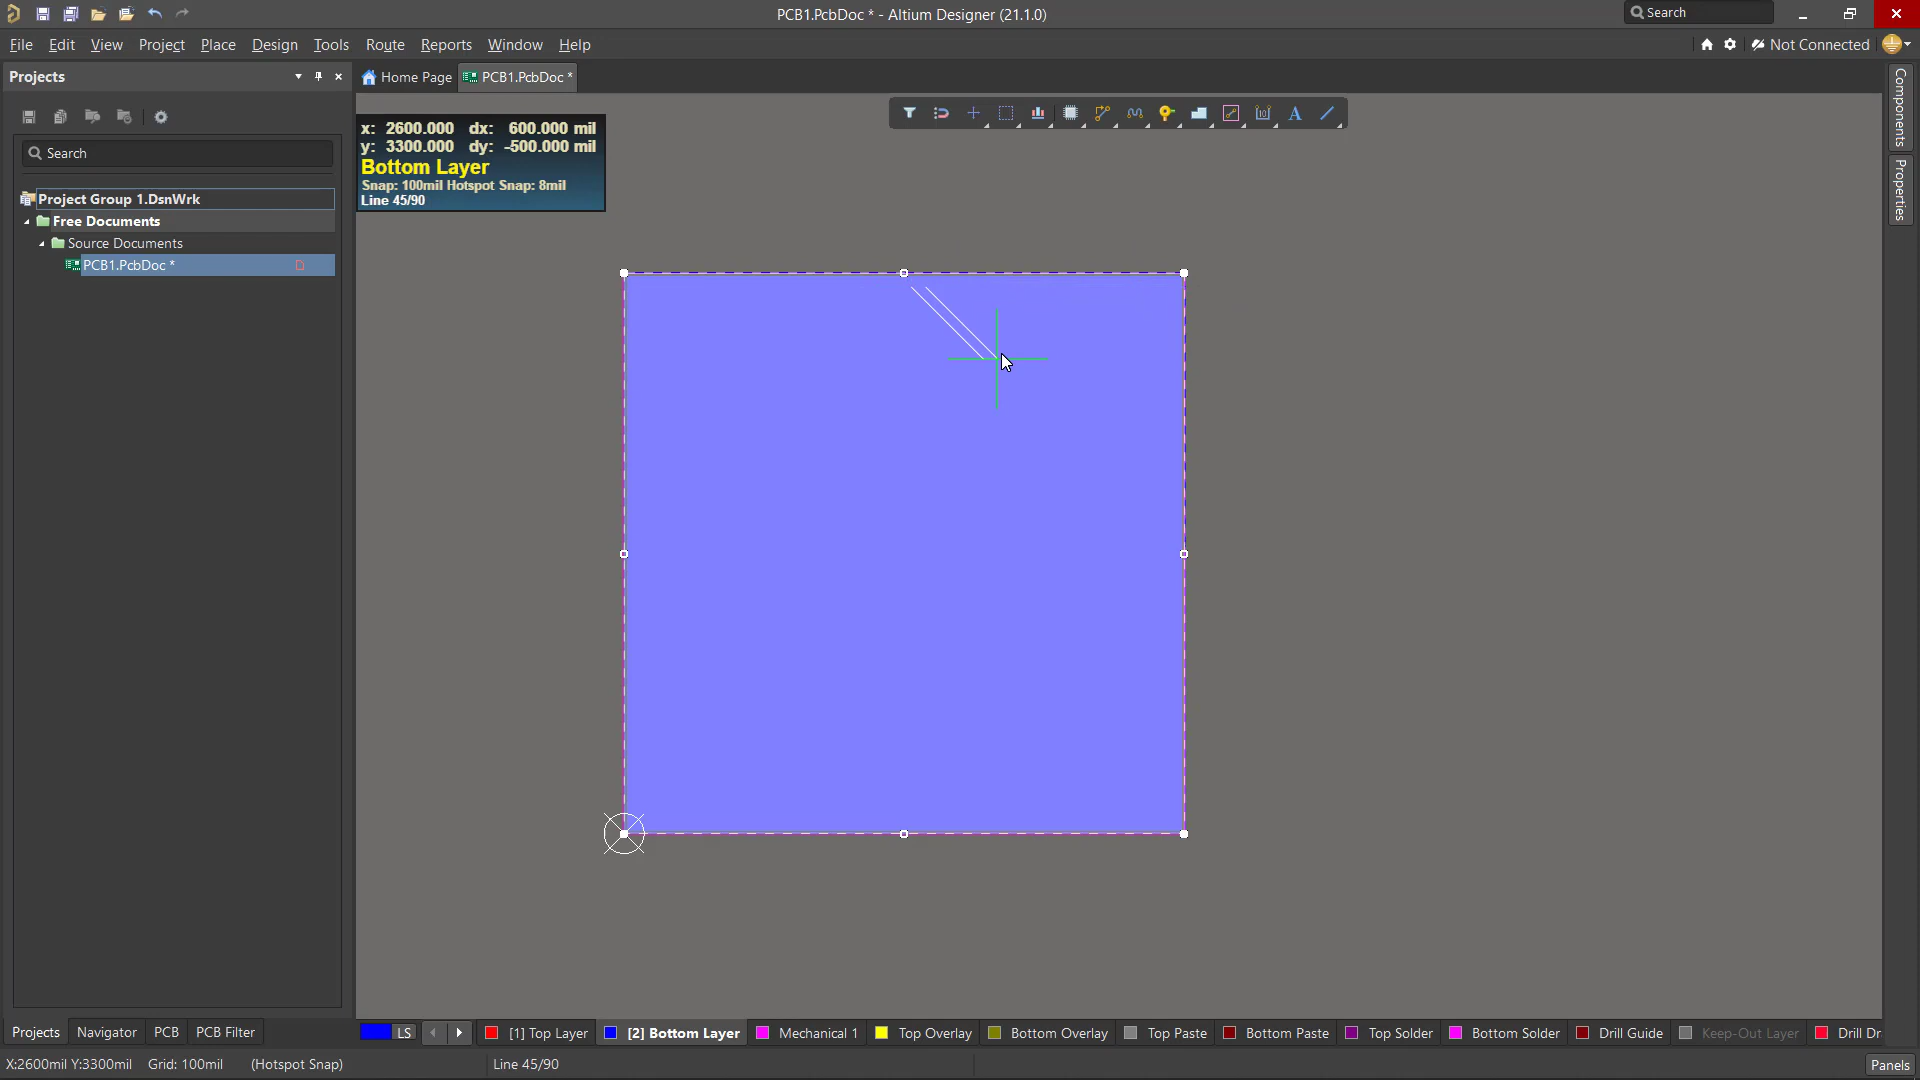 PCB1.PcbDoc * - Altium Designer (21.1.0)
Search
File Edit View Project Place Design Tools Route Reports Window Help
Not Connected
Projects
Home Page
PCB1.PcbDoc *
Search
Project Group 1.DsnWrk
Free Documents
Source Documents
PCB1.PcbDoc *
x: 2600.000 dx: 600.000 mil
y: 3300.000 dy: -500.000 mil
Bottom Layer
Snap: 100mil Hotspot Snap: 8mil
Line 45/90
Components
Properties
Projects Navigator PCB PCB Filter
LS [1] Top Layer [2] Bottom Layer Mechanical 1 Top Overlay Bottom Overlay Top Paste Bottom Paste Top Solder Bottom Solder Drill Guide Keep-Out Layer Drill Dr
X:2600mil Y:3300mil Grid: 100mil (Hotspot Snap) Line 45/90 Panels